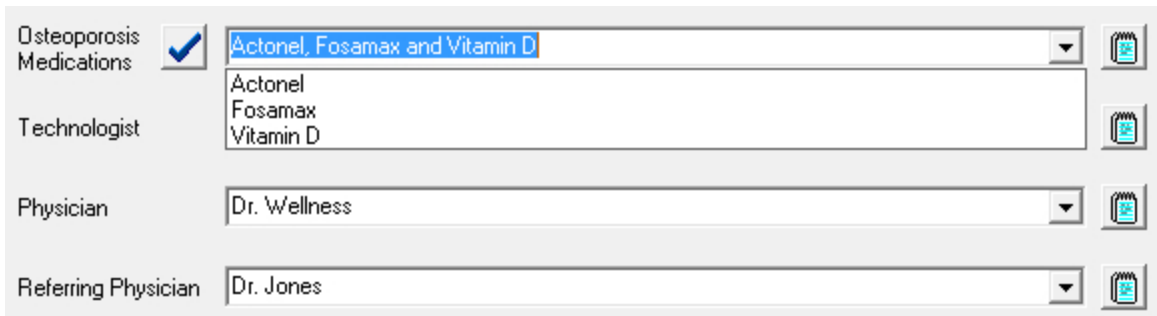 Osteoporosis
Medications
Actonel, Fosamax and Vitamin D
Actonel
Fosamax
Vitamin D
Technologist
Physician
Dr. Wellness
Referring Physician
Dr. Jones